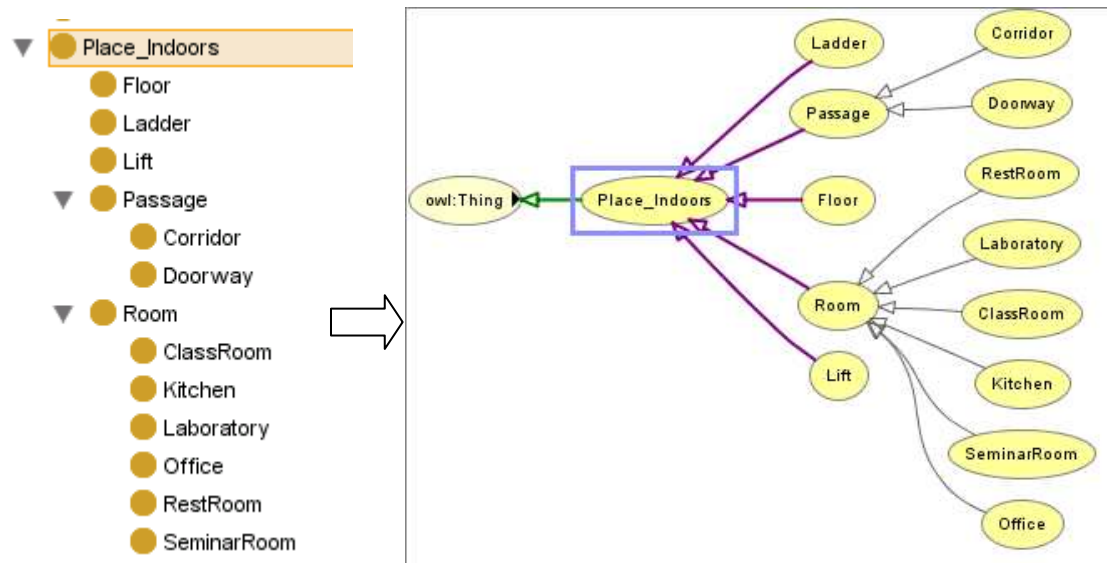 Place_Indoors
Floor
Ladder
Lift
Passage
Corridor
Doorway
Room
ClassRoom
Kitchen
Laboratory
Office
RestRoom
SeminarRoom
Corridor
Ladder
Doorway
Passage
RestRoom
owl:Thing
Place_Indoors
Floor
Laboratory
Room
ClassRoom
Lift
Kitchen
SeminarRoom
Office